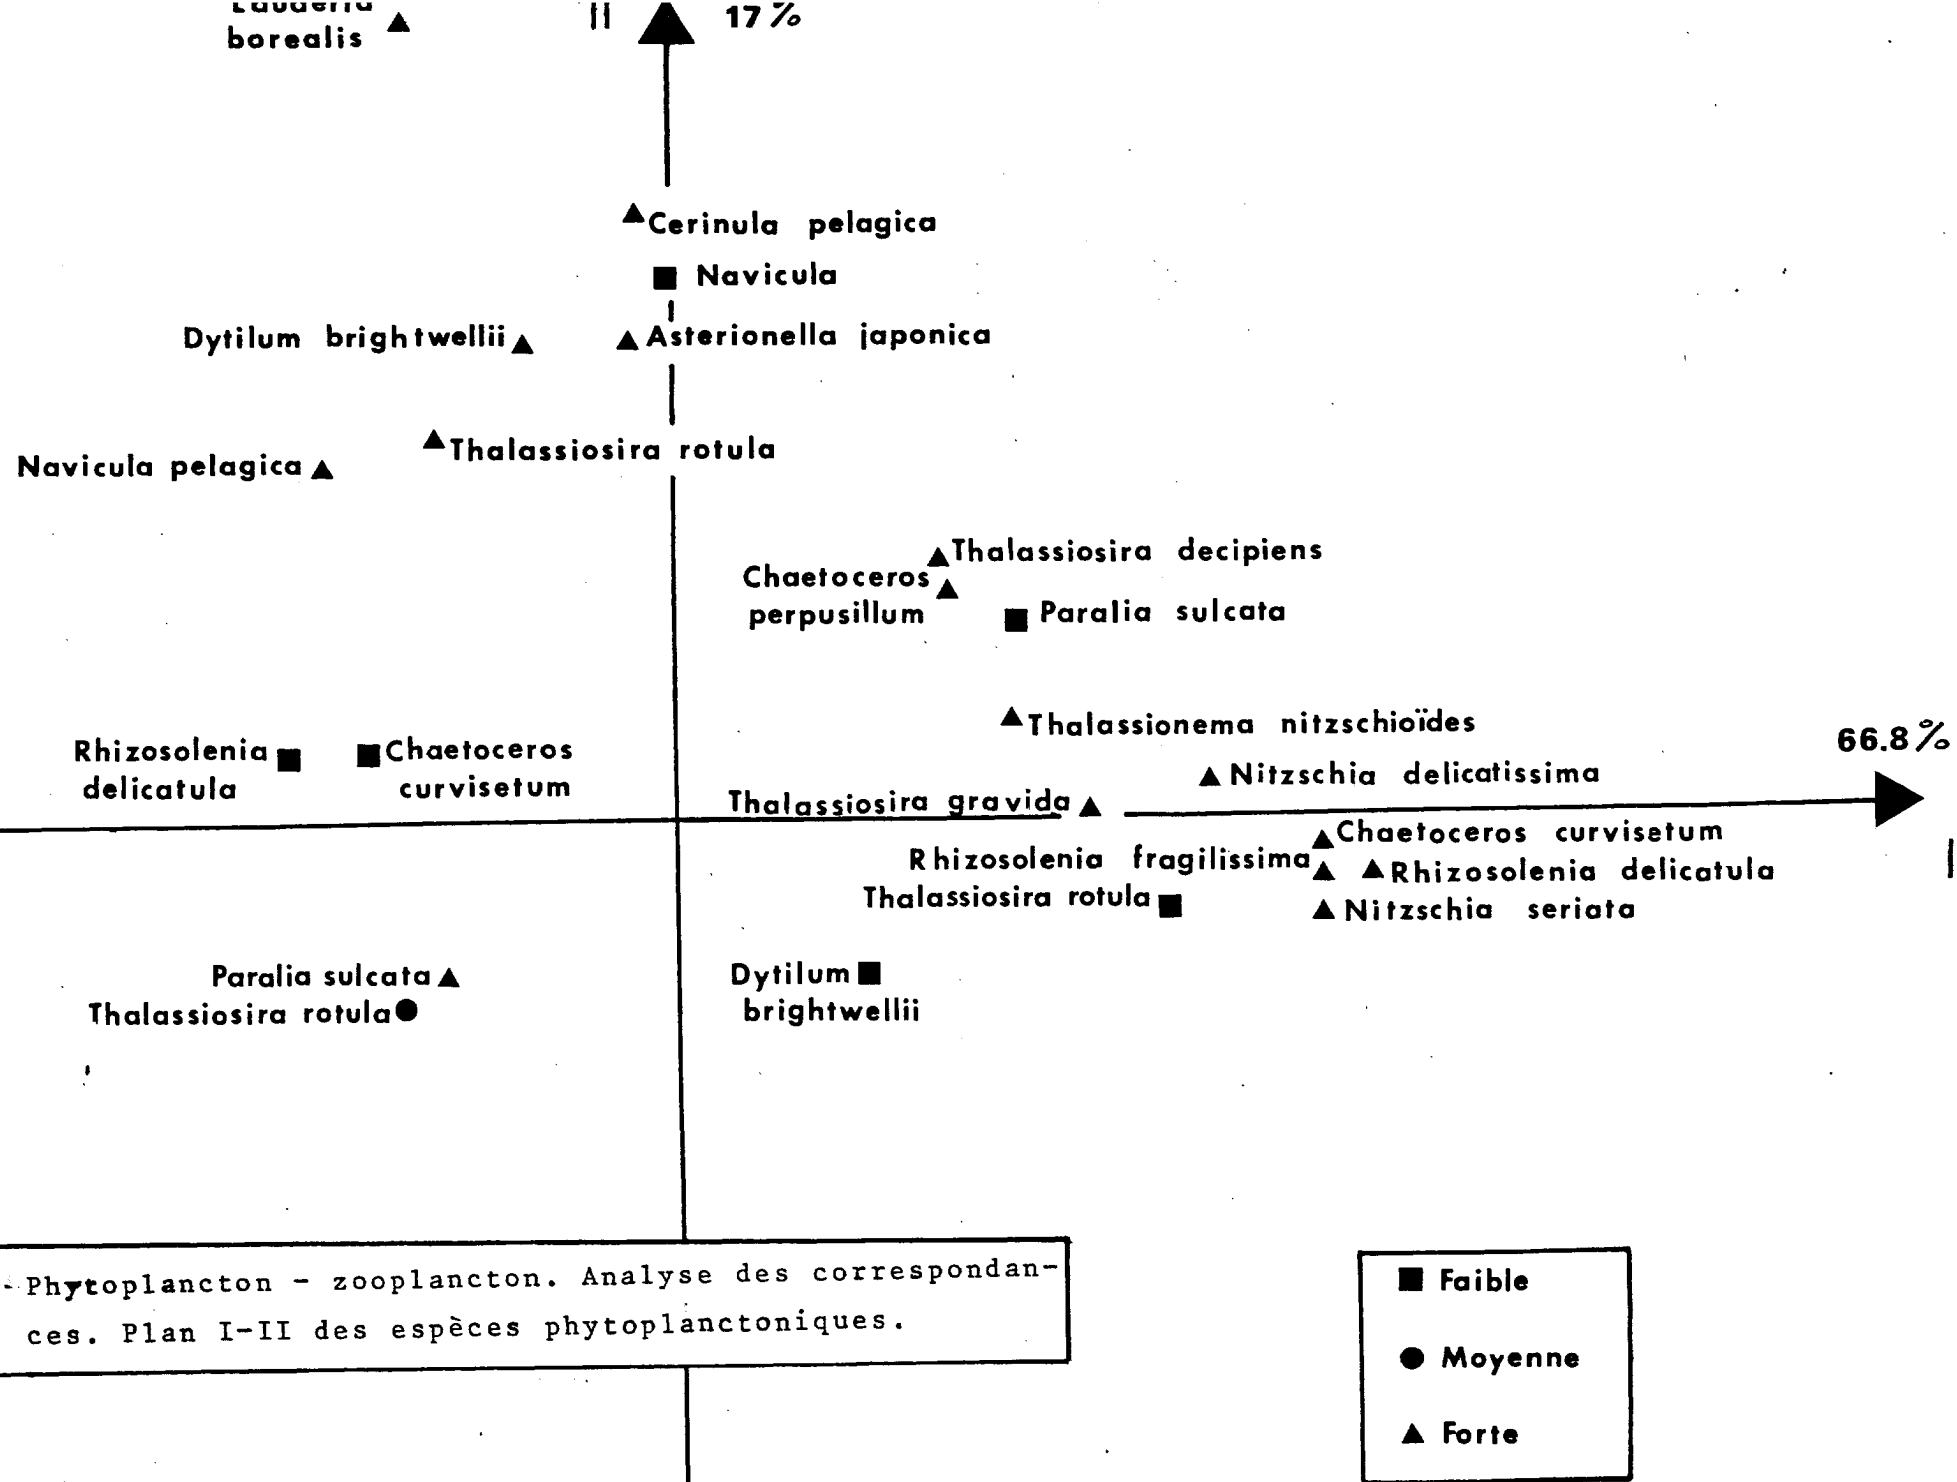 borealis
II 17%
Cerinula pelagica
Navicula
Dytilum brightwellii
Asterionella japonica
Thalassiosira rotula
Navicula pelagica
Thalassiosira decipiens
Chaetoceros
perpusillum
Paralia sulcata
Thalassionema nitzschioïdes
66.8%
Rhizosolenia
delicatula
Chaetoceros
curvisetum
Nitzschia delicatissima
Thalassiosira gravida
Chaetoceros curvisetum
I
Rhizosolenia fragilissima
Rhizosolenia delicatula
Thalassiosira rotula
Nitzschia seriata
Paralia sulcata
Thalassiosira rotula
Dytilum
brightwellii
- Phytoplancton - zooplancton. Analyse des correspondan-
ces. Plan I-II des espèces phytoplanctoniques.
Faible
Moyenne
Forte